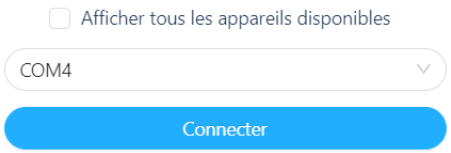 Afficher tous les appareils disponibles
COM4
Connecter